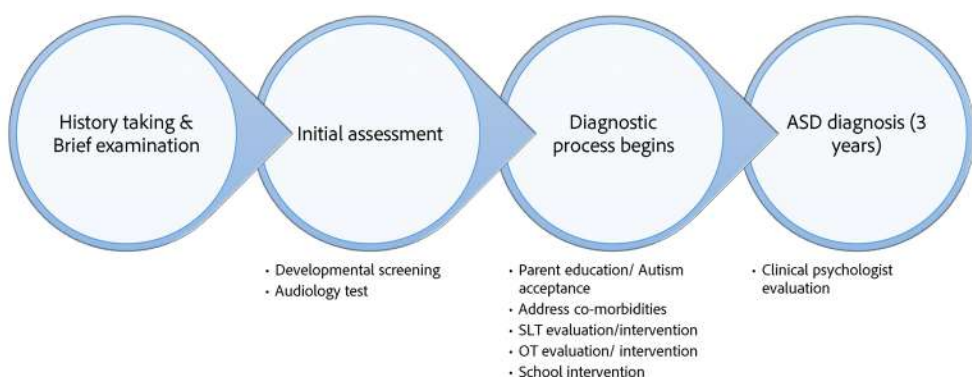 History taking &
Brief examination
Initial assessment
• Developmental screening
• Audiology test
Diagnostic
process begins
• Parent education/ Autism
acceptance
• Address co-morbidities
• SLT evaluation/intervention
• OT evaluation/ intervention
• School intervention
ASD diagnosis (3
years)
• Clinical psychologist
evaluation